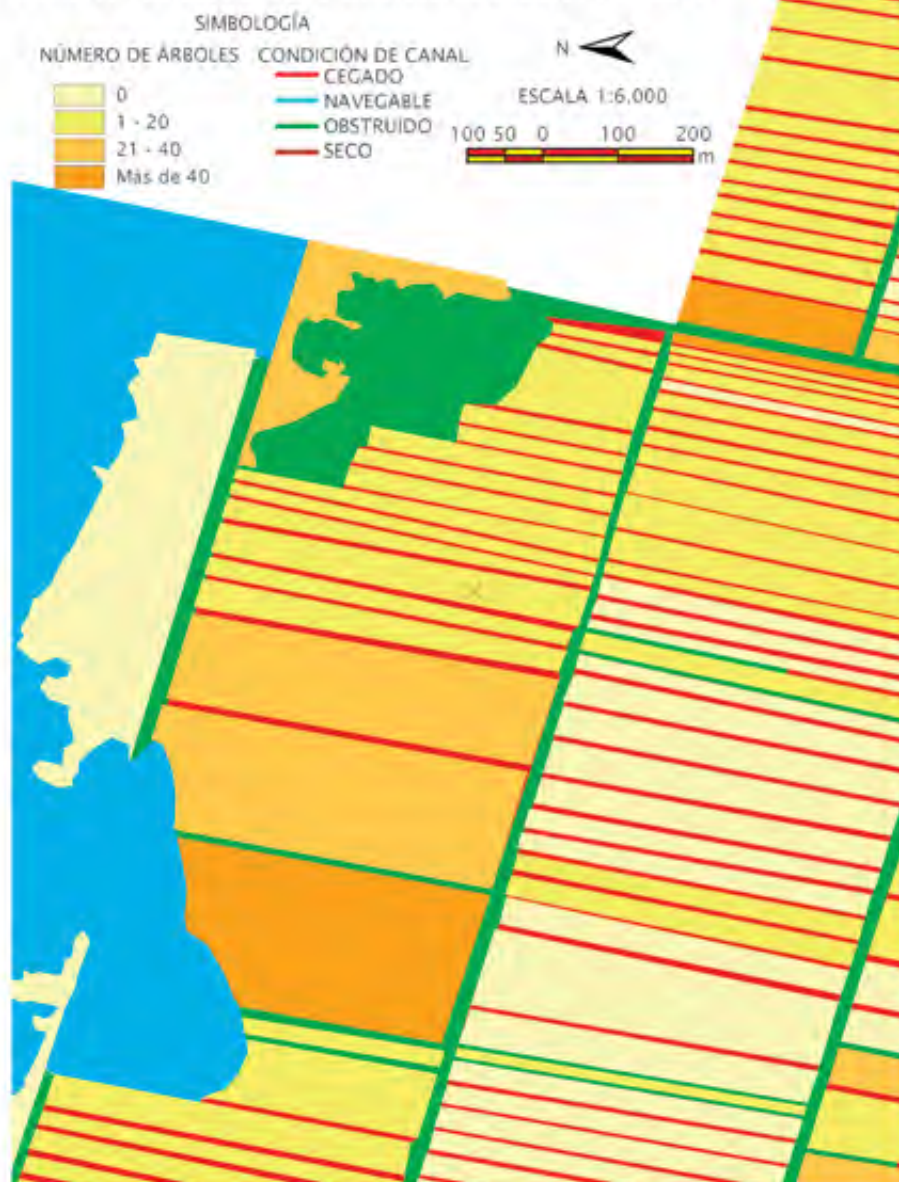 SIMBOLOGÍA
NÚMERO DE ÁRBOLES
0
1 - 20
21 - 40
Más de 40
CONDICIÓN DE CANAL
CEGADO
NAVEGABLE
OBSTRUIDO
SECO
N
ESCALA 1:6,000
100 50 0 100 200
m